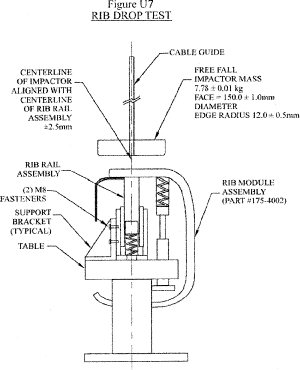 Figure U7
RIB DROP TEST
CABLE GUIDE
CENTERLINE
OF IMPACTOR
ALIGNED WITH
CENTERLINE
OF RIB RAIL
ASSEMBLY
±2.5mm
FREE FALL
IMPACTOR MASS
7.78 ± 0.01 kg
FACE = 150.0 ± 1.0mm
DIAMETER
EDGE RADIUS 12.0 ± 0.5mm
RIB RAIL
ASSEMBLY
(2) M8
FASTENERS
SUPPORT
BRACKET
(TYPICAL)
TABLE
RIB MODULE
ASSEMBLY
(PART #175-4002)